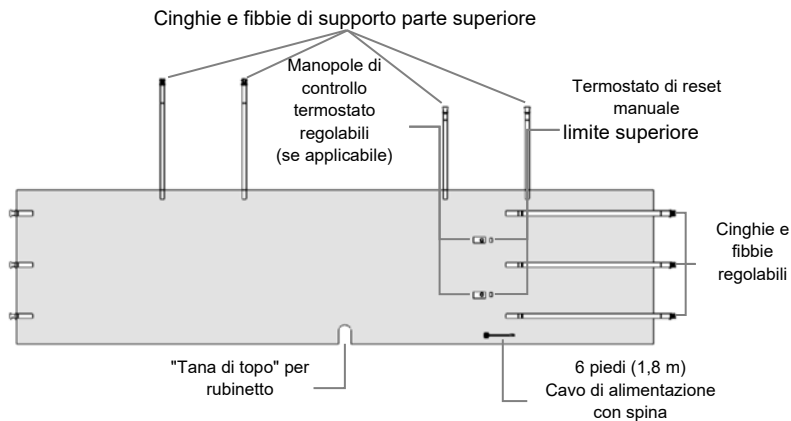 Cinghie e fibbie di supporto parte superiore
Manopole di
controllo
termostato
regolabili
(se applicabile)
Termostato di reset
manuale
limite superiore
Cinghie e
fibbie
regolabili
"Tana di topo" per
rubinetto
6 piedi (1,8 m)
Cavo di alimentazione
con spina